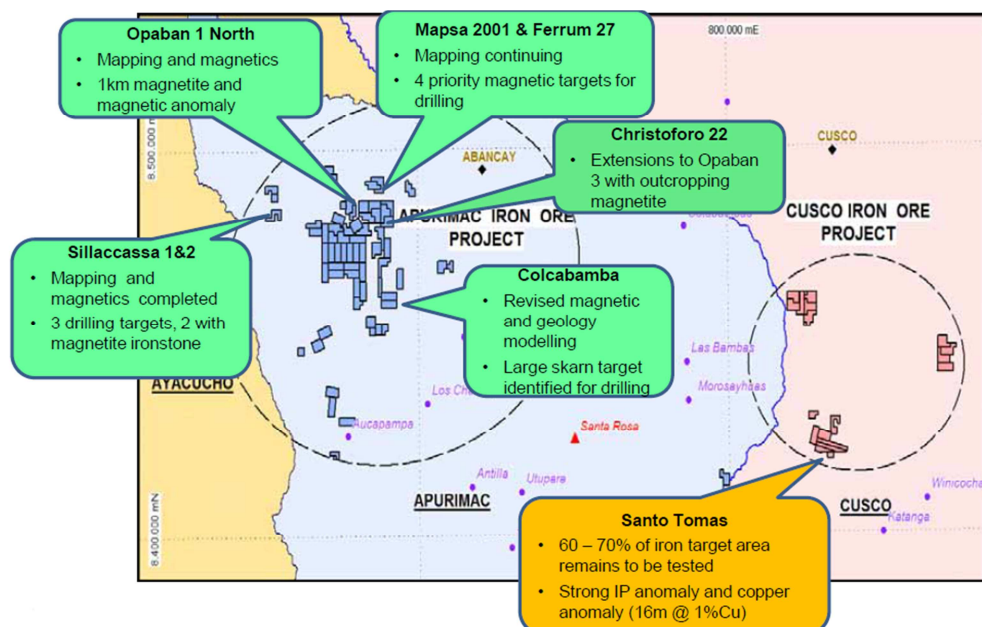 Opaban 1 North
• Mapping and magnetics
• 1km magnetite and
magnetic anomaly
Mapsa 2001 & Ferrum 27
• Mapping continuing
• 4 priority magnetic targets for
drilling
800.000 mE
8.500.000 m
ABANCAY
CUSCO
Christoforo 22
• Extensions to Opaban
3 with outcropping
magnetite
APURIMAC IRON ORE
PROJECT
CUSCO IRON ORE
PROJECT
Sillaccassa 1&2
• Mapping and
magnetics completed
• 3 drilling targets, 2 with
magnetite ironstone
Colcabamba
• Revised magnetic
and geology
modelling
• Large skarn target
identified for drilling
AYACUCHO
Las Bambas
Los
Aucapampa
Santa Rosa
Antilla
Utupara
APURIMAC
8.400.000 mN
Santo Tomas
• 60 – 70% of iron target area
remains to be tested
• Strong IP anomaly and copper
anomaly (16m @ 1%Cu)
CUSCO
Winicocha
Katanga